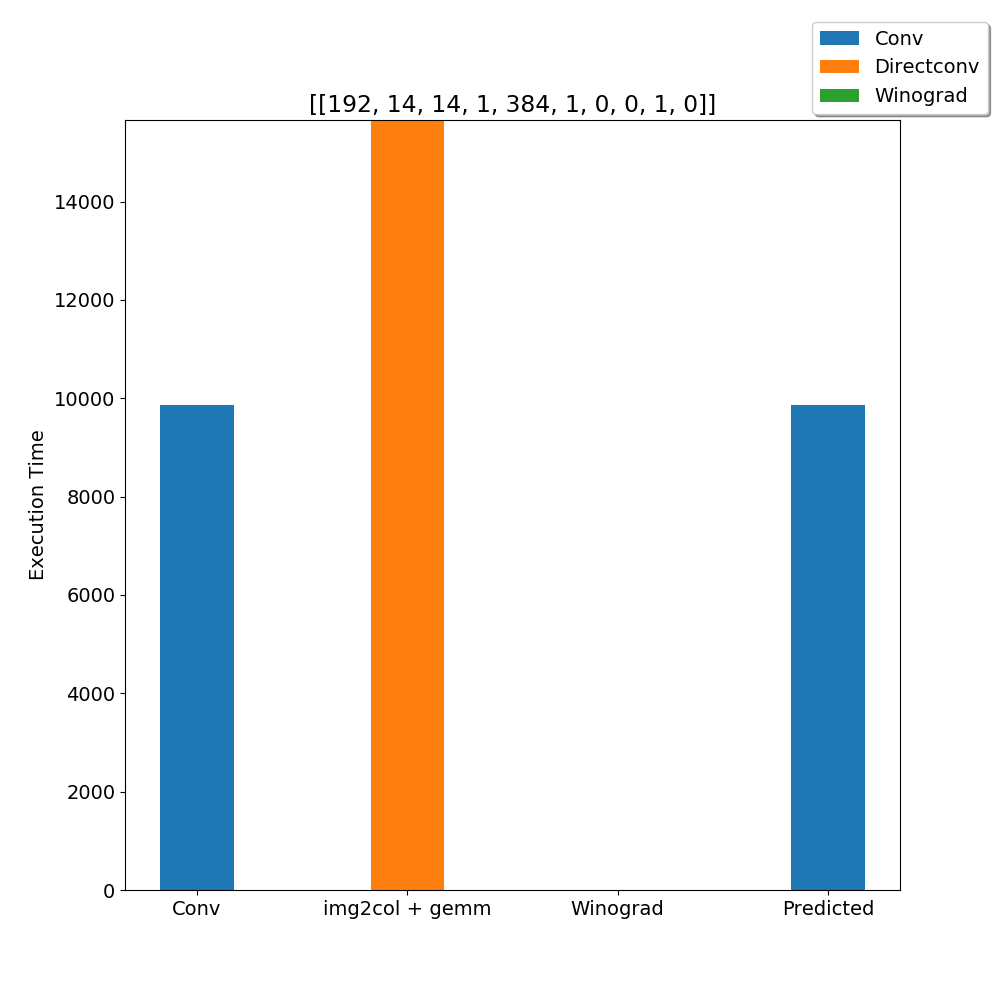 Conv
Directconv
Winograd
[[192, 14, 14, 1, 384, 1, 0, 0, 1, 0]]
14000
12000
10000
8000
6000
4000
2000
0
Execution Time
Conv
img2col + gemm
Winograd
Predicted